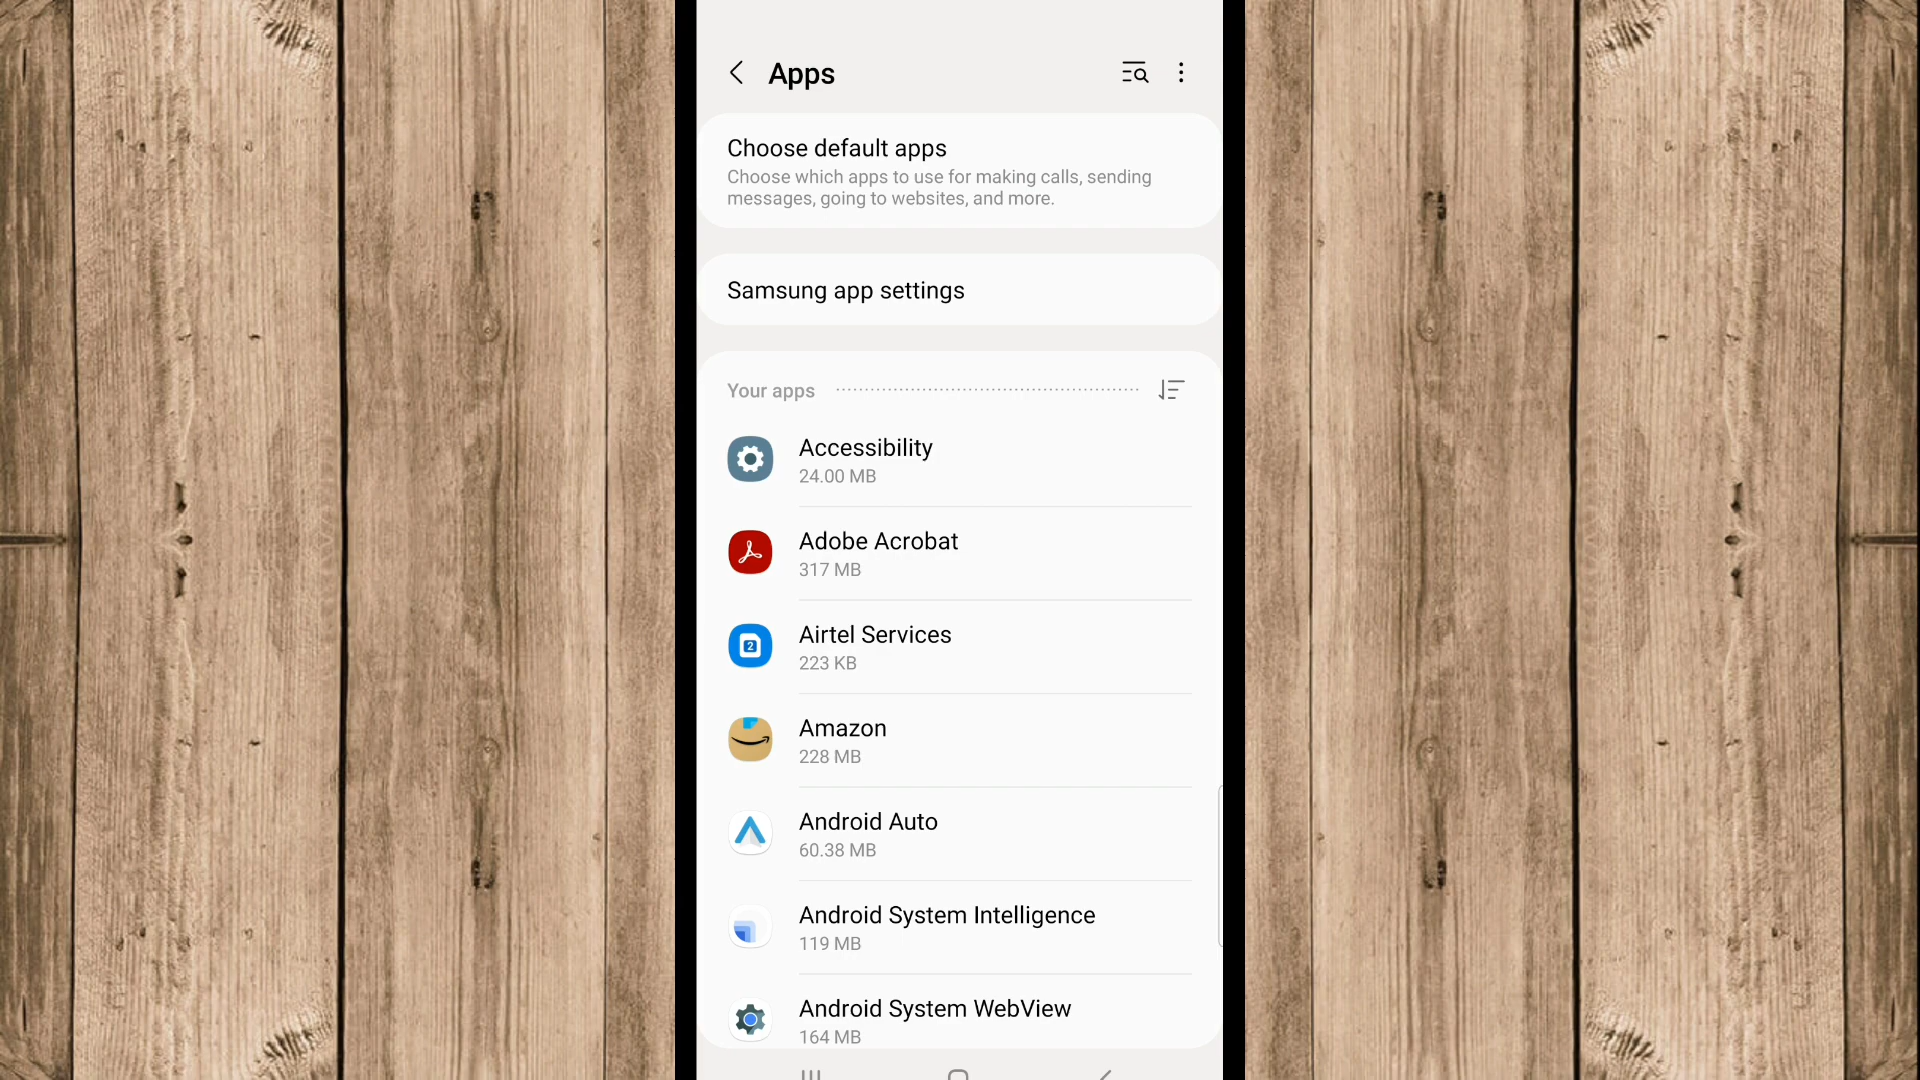 Apps
Choose default apps
Choose which apps to use for making calls, sending
messages, going to websites, and more.
Samsung app settings
Your apps
Accessibility
24.00 MB
Adobe Acrobat
317 MB
2
Airtel Services
223 KB
Amazon
228 MB
Android Auto
60.38 MB
Android System Intelligence
119 MB
Android System WebView
164 MB